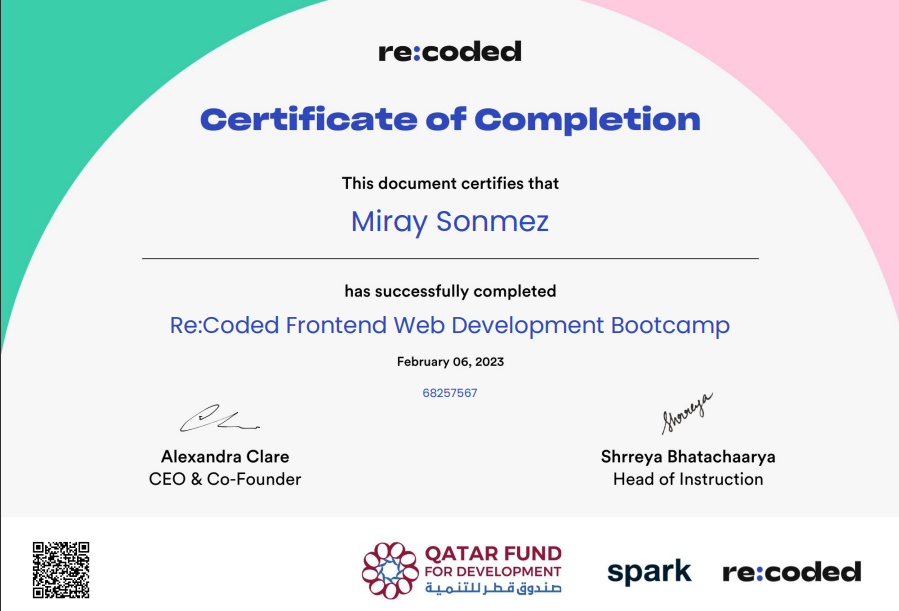 re:coded
Certificate of Completion
This document certifies that
Miray Sonmez
has successfully completed
Re:Coded Frontend Web Development Bootcamp
February 06, 2023
68257567
Shrreya
Alexandra Clare
CEO & Co-Founder
Shrreya Bhatachaarya
Head of Instruction
QATAR FUND
FOR DEVELOPMENT
صندوق قطر للتنمية
spark
re:coded